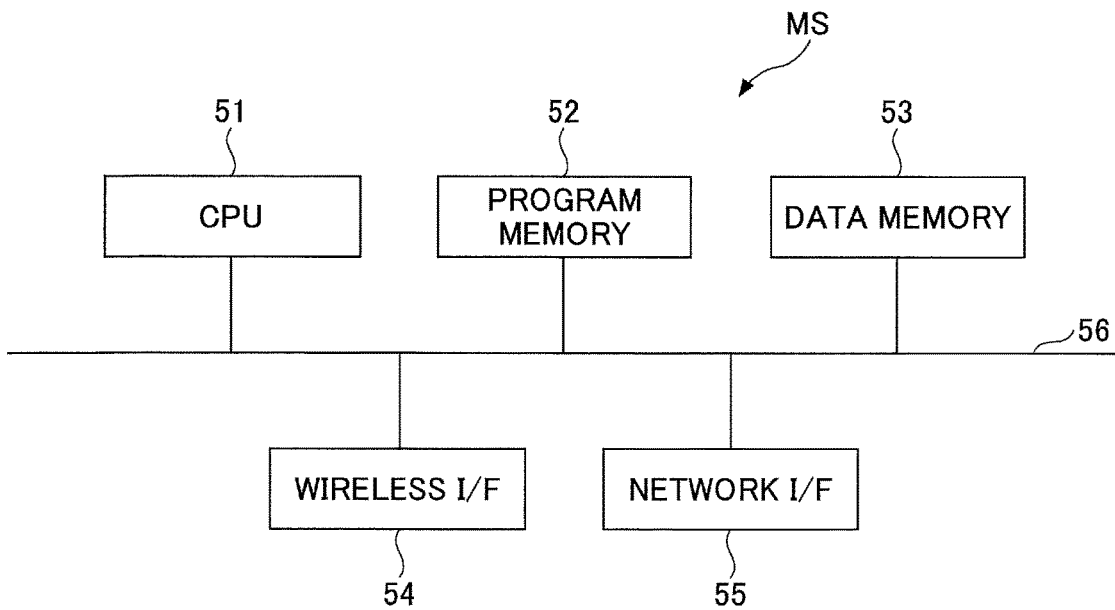 MS
51
52
53
CPU
PROGRAM
MEMORY
DATA MEMORY
56
WIRELESS I/F
NETWORK I/F
54
55